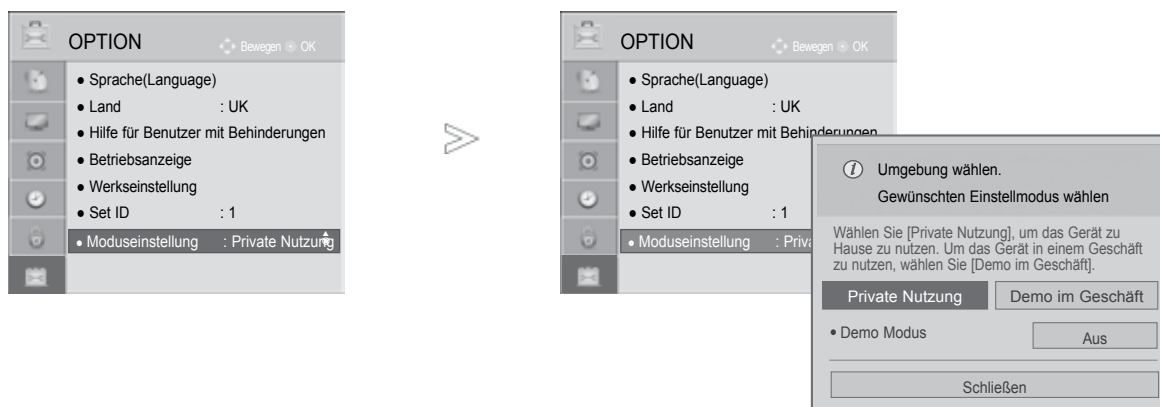 OPTION
Bewegen OK
● Sprache(Language)
● Land : UK
● Hilfe für Benutzer mit Behinderungen
● Betriebsanzeige
● Werkseinstellung
● Set ID : 1
● Moduseinstellung : Private Nutzung
>
OPTION
Bewegen OK
● Sprache(Language)
● Land : UK
● Hilfe für Benutzer mit Behinderungen
● Betriebsanzeige
● Werkseinstellung
● Set ID : 1
● Moduseinstellung : Priva
i Umgebung wählen.
Gewünschten Einstellmodus wählen
Wählen Sie [Private Nutzung], um das Gerät zu
Hause zu nutzen. Um das Gerät in einem Geschäft
zu nutzen, wählen Sie [Demo im Geschäft].
Private Nutzung Demo im Geschäft
• Demo Modus Aus
Schließen